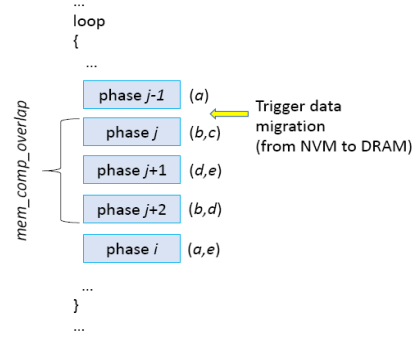 ...
loop
{
...
phase j-1 (a)
Trigger data
migration
(from NVM to DRAM)
mem_comp_overlap
phase j (b,c)
phase j+1 (d,e)
phase j+2 (b,d)
phase i (a,e)
...
}
...